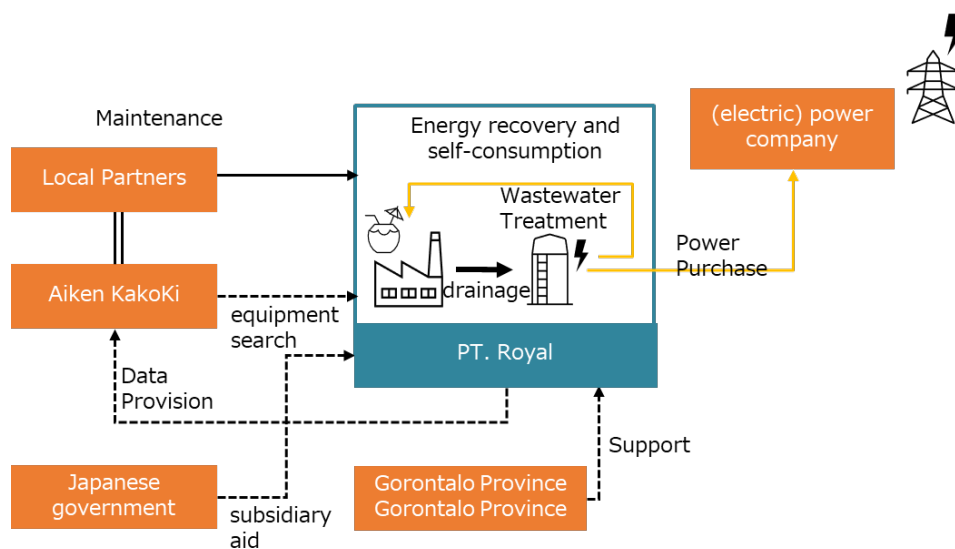 Maintenance
Local Partners
Aiken KakoKi
equipment
search
Data
Provision
Japanese
government
subsidiary
aid
Energy recovery and
self-consumption
Wastewater
Treatment
drainage
PT. Royal
Gorontalo Province
Gorontalo Province
Support
(electric) power
company
Power
Purchase